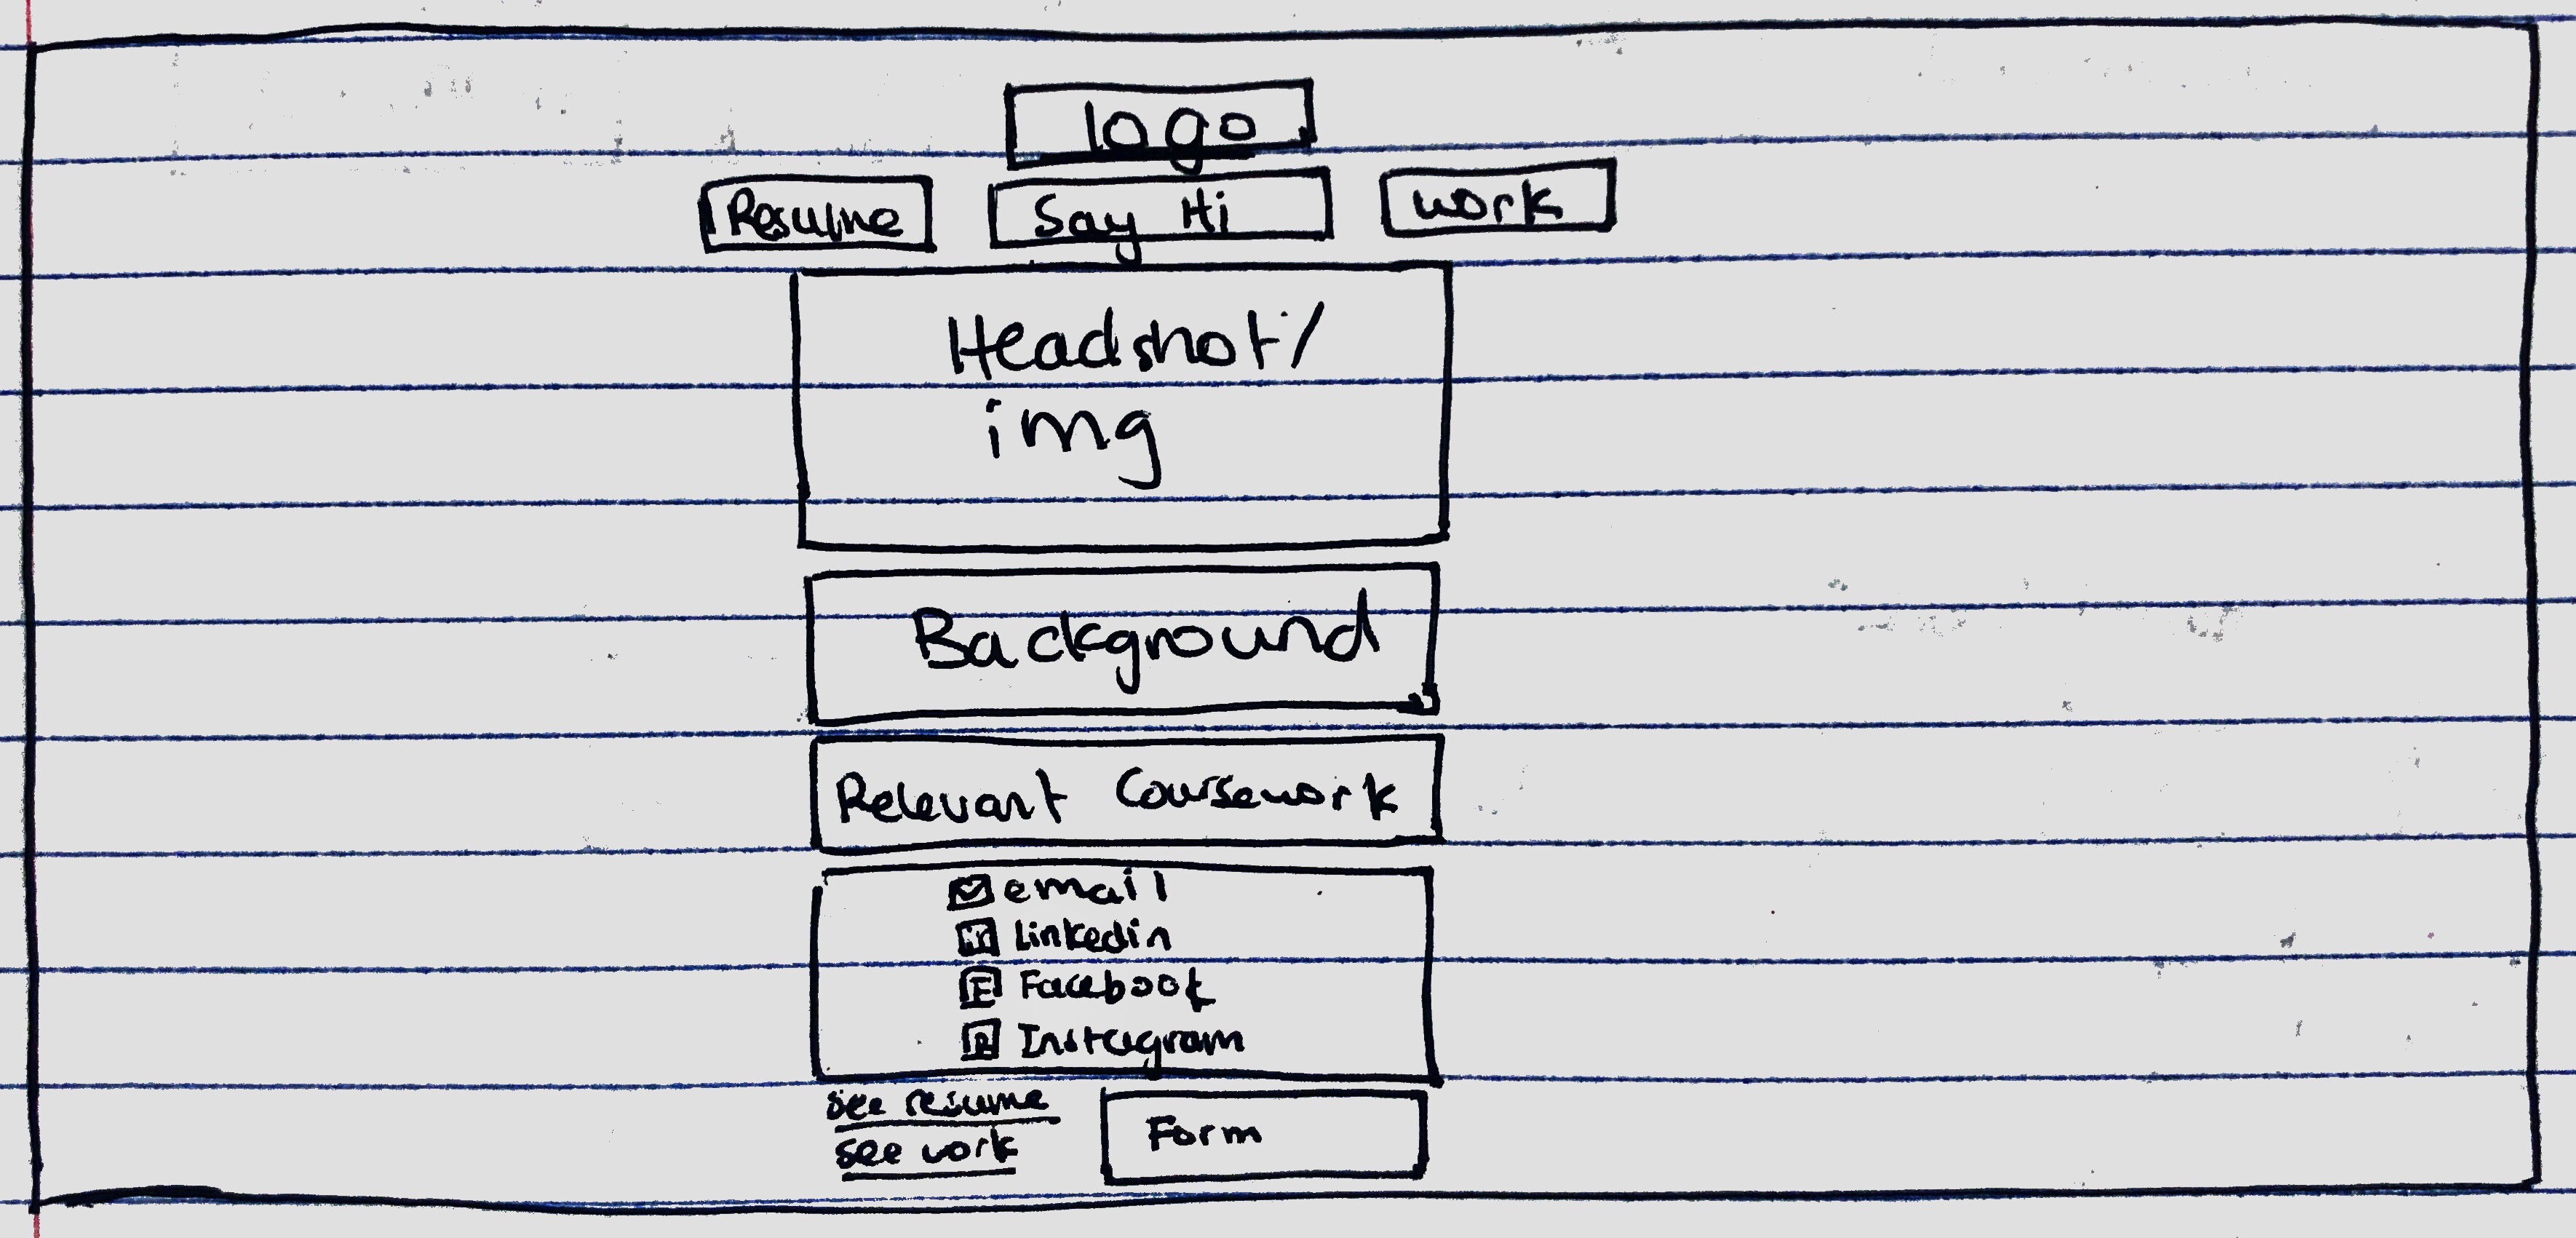 logo
Resume Say Hi work
Headshot/
img
Background
Relevant Coursework
email
in Linkedin
F Facebook
Instagram
see resume
see work
Form